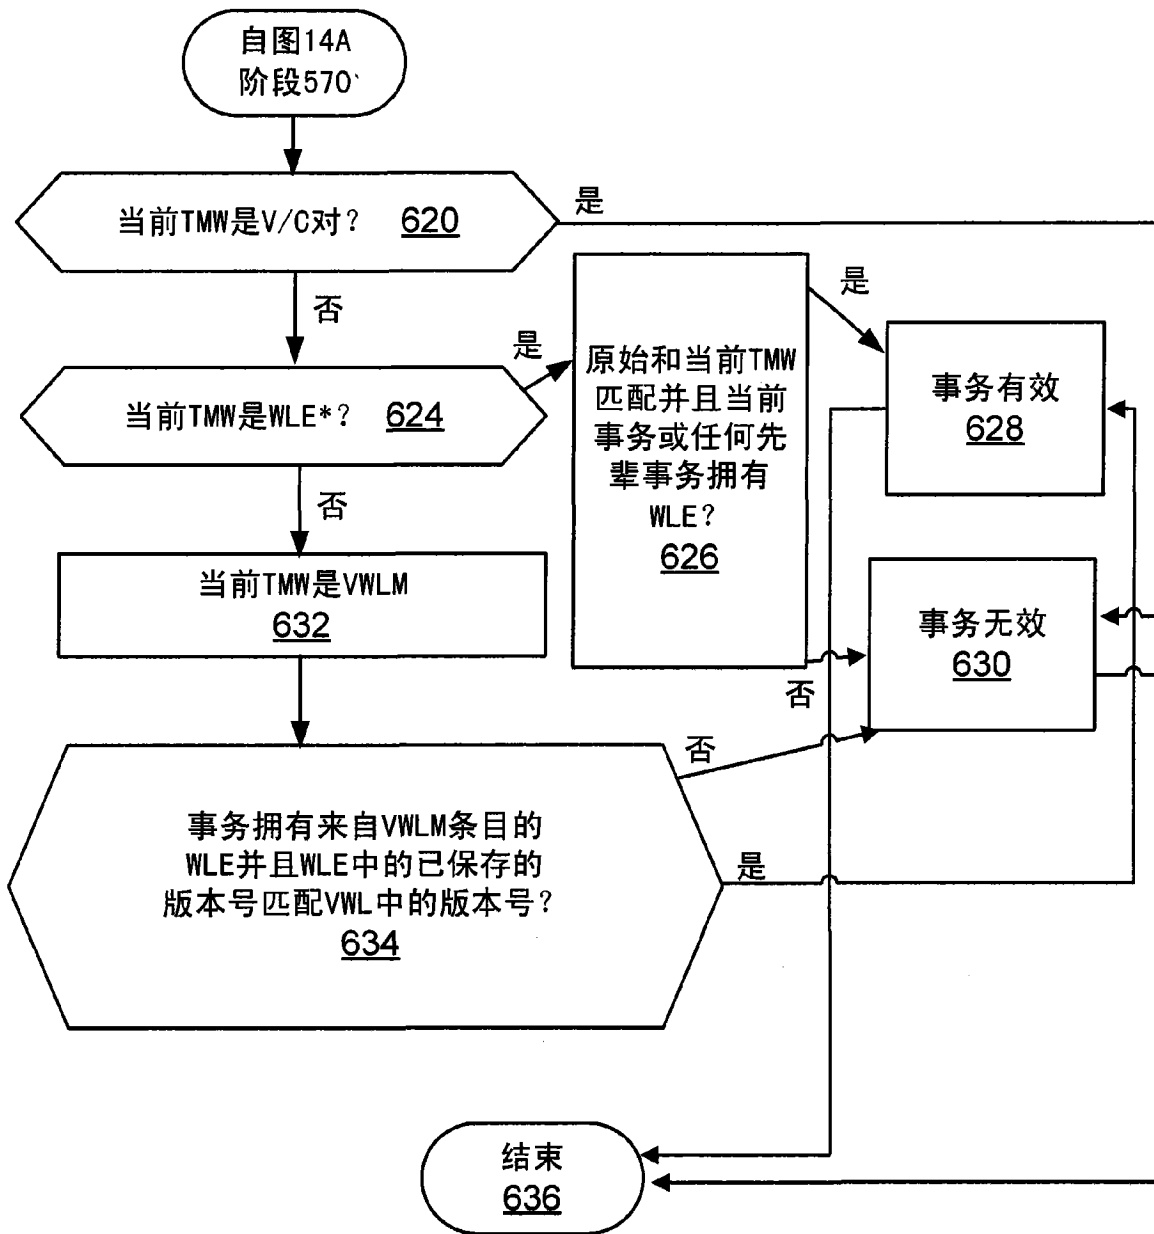 自图14A
阶段570
当前TMW是V/C对? 620
是
否
当前TMW是WLE*? 624
是
否
原始和当前TMW
匹配并且当前
事务或任何先
辈事务拥有
WLE?
626
是
否
事务有效
628
事务无效
630
当前TMW是VWLM
632
事务拥有来自VWLM条目的
WLE并且WLE中的已保存的
版本号匹配VWL中的版本号?
634
否
是
结束
636